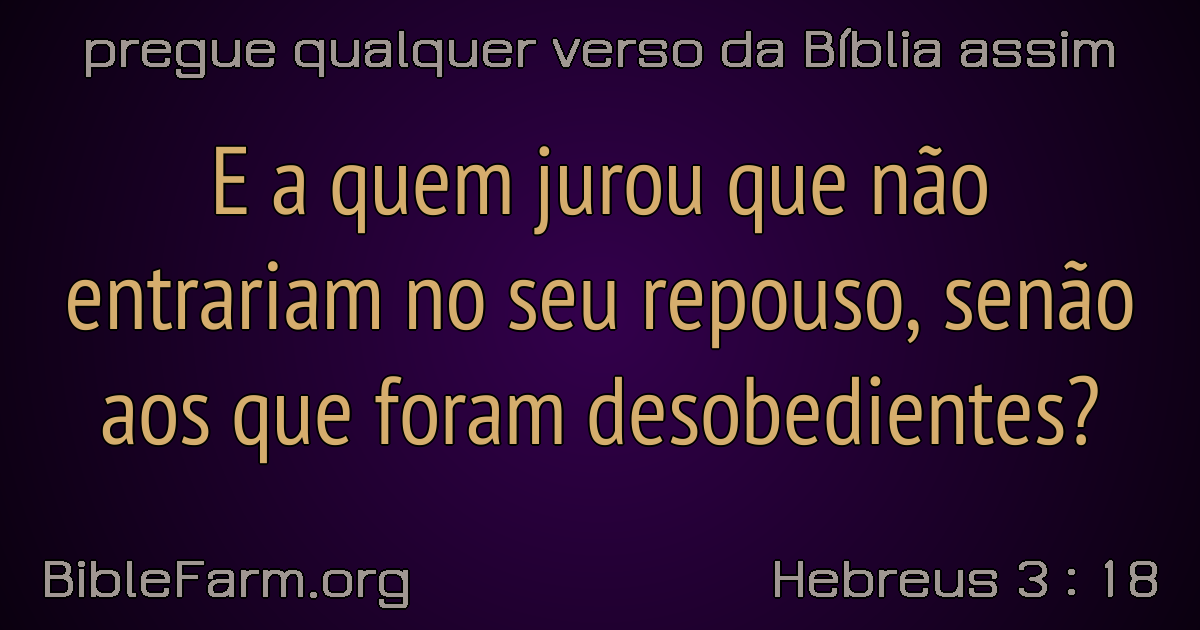 pregue qualquer verso da Bíblia assim
E a quem jurou que não
entrariam no seu repouso, senão
aos que foram desobedientes?
BibleFarm.org
Hebreus 3 : 18